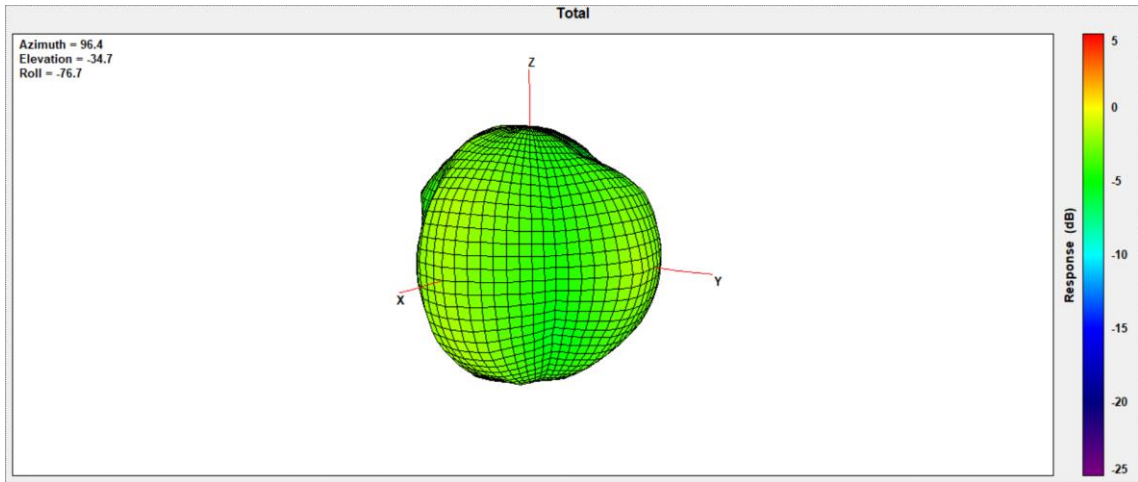 Total
Azimuth = 96.4
Elevation = -34.7
Roll = -76.7
Z
X
Y
5
0
-5
-10
-15
-20
-25
Response (dB)